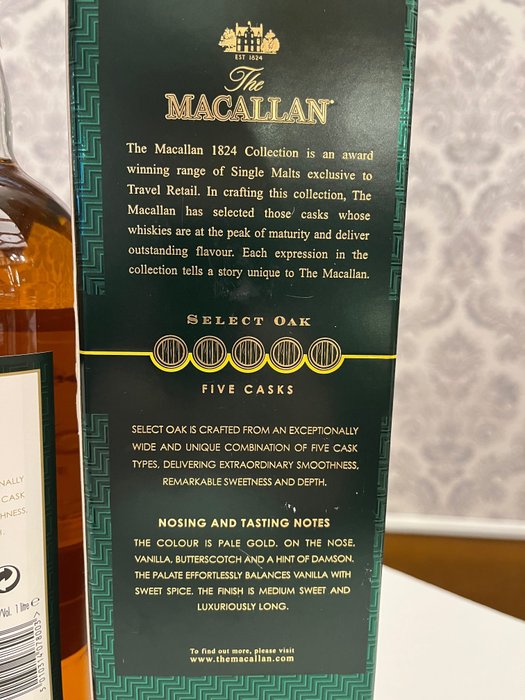 EST 1824
The
MACALLAN
The Macallan 1824 Collection is an award
winning range of Single Malts exclusive to
Travel Retail. In crafting this collection, The
Macallan has selected those casks whose
whiskies are at the peak of maturity and deliver
outstanding flavour. Each expression in the
collection tells a story unique to The Macallan.
SELECT OAK
FIVE CASKS
SELECT OAK IS CRAFTED FROM AN EXCEPTIONALLY
WIDE AND UNIQUE COMBINATION OF FIVE CASK
TYPES, DELIVERING EXTRAORDINARY SMOOTHNESS,
REMARKABLE SWEETNESS AND DEPTH.
NOSING AND TASTING NOTES
THE COLOUR IS PALE GOLD. ON THE NOSE,
VANILLA, BUTTERSCOTCH AND A HINT OF DAMSON.
THE PALATE EFFORTLESSLY BALANCES VANILLA WITH
SWEET SPICE. THE FINISH IS MEDIUM SWEET AND
LUXURIOUSLY LONG.
To find out more, please visit
www.themacallan.com
NALLY
CASK
HNESS,
H.
Vol. 1 litre ℮
5010314078003